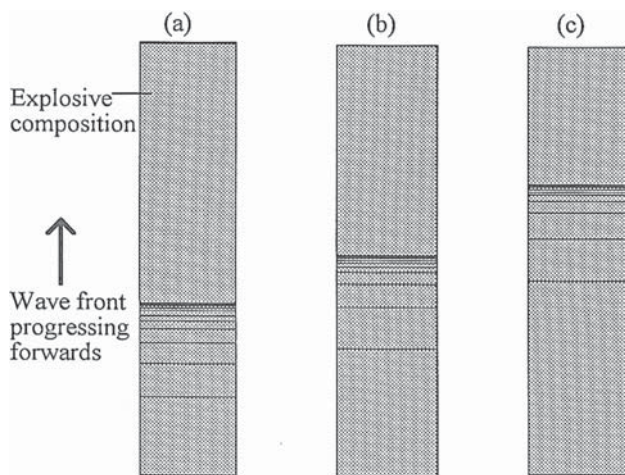 (a)
(b)
(c)
Explosive
composition
Wave front
progressing
forwards